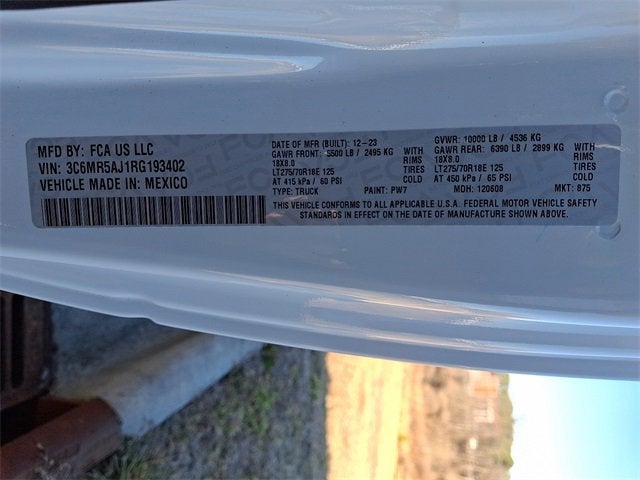 MFD BY: FCA US LLC
VIN: 3C6MR5AJ1RG193402
VEHICLE MADE IN: MEXICO
DATE OF MFR (BUILT): 12-23
GAWR FRONT: 5500 LB / 2495 KG WITH
18X8.0 RIMS
LT275/70R18E 125 TIRES
AT 415 kPa / 60 PSI COLD
TYPE: TRUCK PAINT: PW7
GVWR: 10000 LB / 4536 KG
GAWR REAR: 6390 LB / 2899 KG WITH
18X8.0 RIMS
LT275/70R18E 125 TIRES
AT 450 kPa / 65 PSI COLD
MDH: 120608 MKT: 875
THIS VEHICLE CONFORMS TO ALL APPLICABLE U.S.A. FEDERAL MOTOR VEHICLE SAFETY
STANDARDS IN EFFECT ON THE DATE OF MANUFACTURE SHOWN ABOVE.